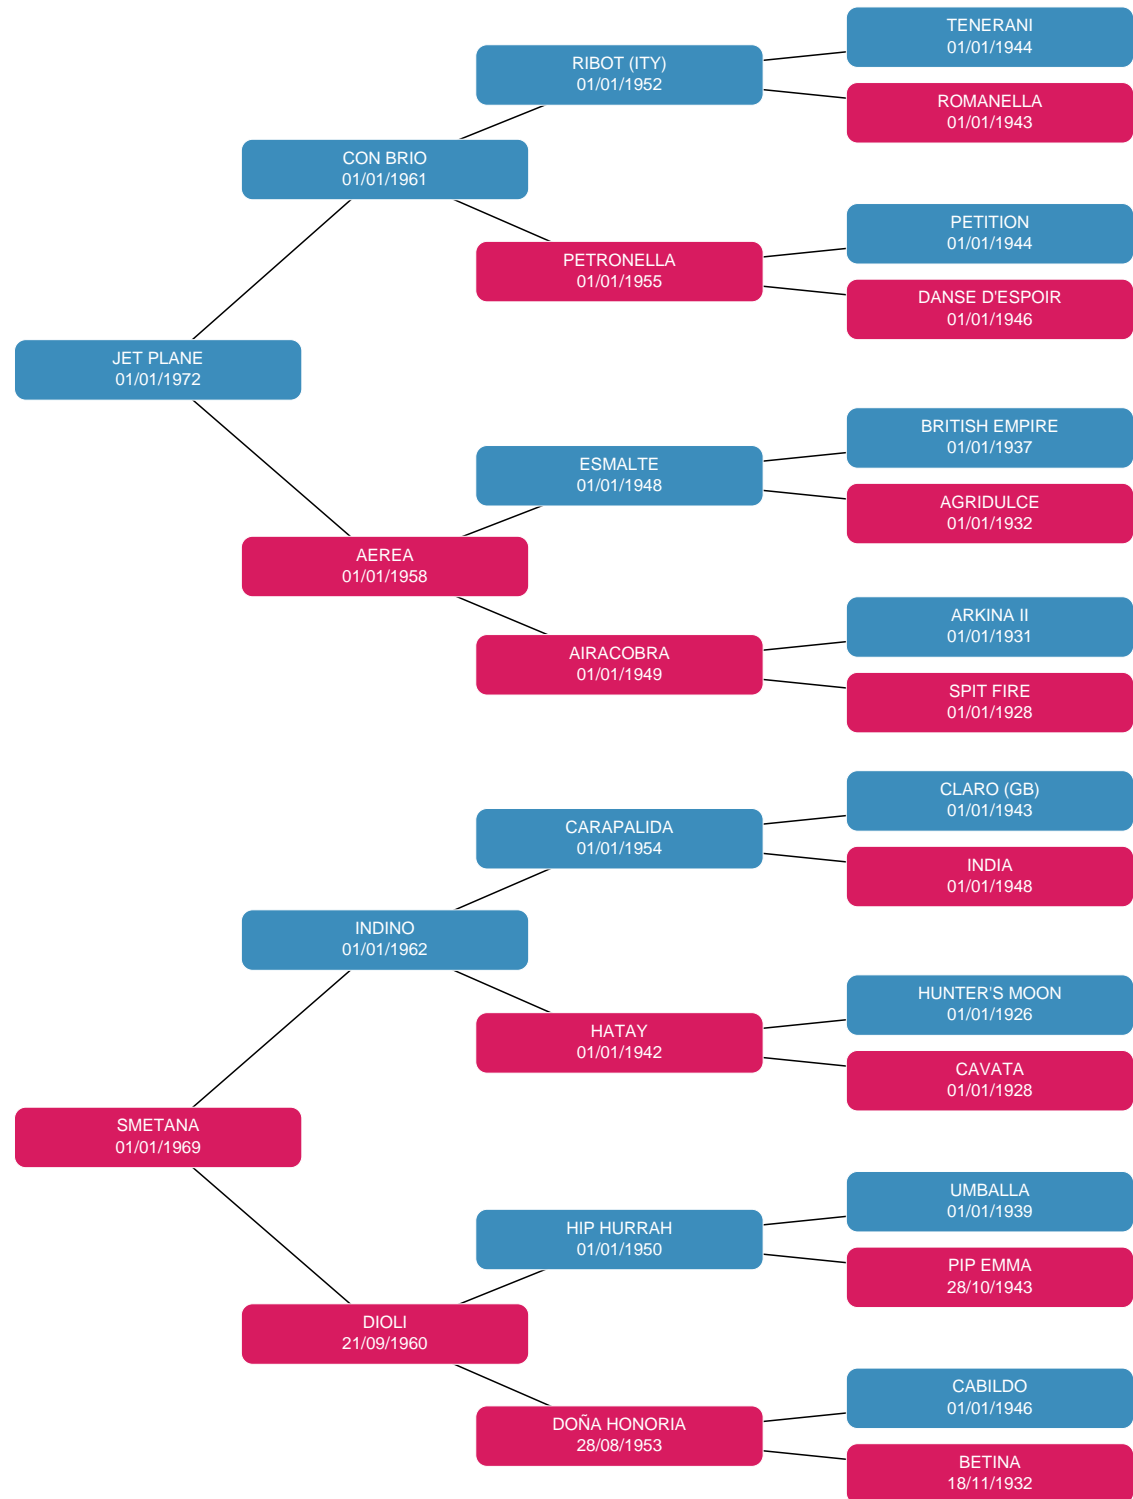 TENERANI
01/01/1944
RIBOT (ITY)
01/01/1952
ROMANELLA
01/01/1943
CON BRIO
01/01/1961
PETITION
01/01/1944
PETRONELLA
01/01/1955
DANSE D'ESPOIR
01/01/1946
JET PLANE
01/01/1972
BRITISH EMPIRE
01/01/1937
ESMALTE
01/01/1948
AGRIDULCE
01/01/1932
AEREA
01/01/1958
ARKINA II
01/01/1931
AIRACOBRA
01/01/1949
SPIT FIRE
01/01/1928
CLARO (GB)
01/01/1943
CARAPALIDA
01/01/1954
INDIA
01/01/1948
INDINO
01/01/1962
HUNTER'S MOON
01/01/1926
HATAY
01/01/1942
CAVATA
01/01/1928
SMETANA
01/01/1969
UMBALLA
01/01/1939
HIP HURRAH
01/01/1950
PIP EMMA
28/10/1943
DIOLI
21/09/1960
CABILDO
01/01/1946
DOÑA HONORIA
28/08/1953
BETINA
18/11/1932